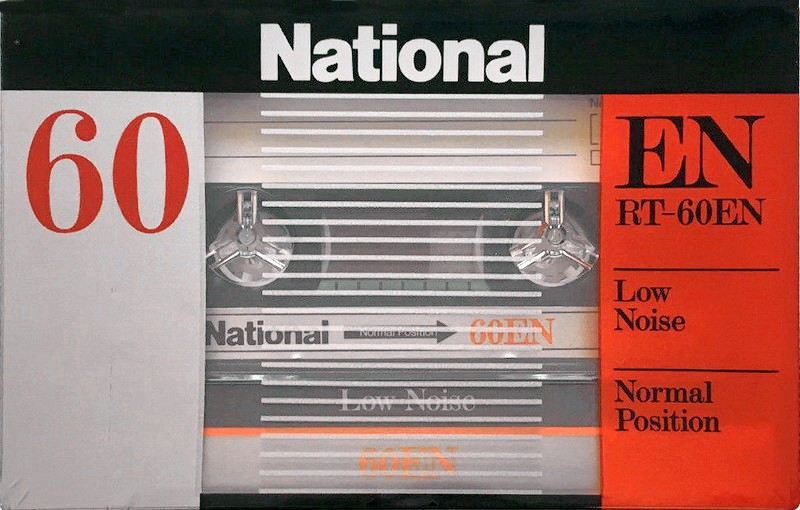 National
60
EN
RT-60EN
Low
Noise
Normal
Position
National Normal Position 60EN
Low Noise
60EN